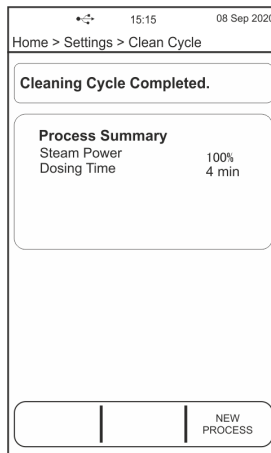 15:15 08 Sep 2020
Home > Settings > Clean Cycle
Cleaning Cycle Completed.
Process Summary
Steam Power 100%
Dosing Time 4 min
NEW
PROCESS